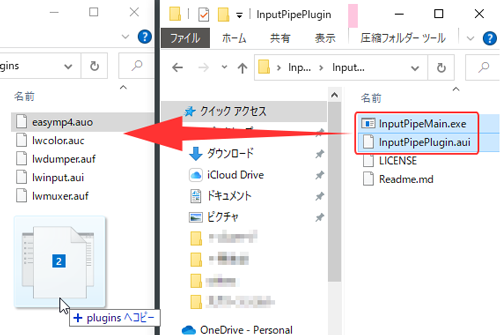 gins
名前
easymp4.auo
lwcolor.auc
lwdumper.auf
lwinput.aui
lwmuxer.auf
2
+ plugins へコピー
InputPipePlugin
ファイル
ホーム
共有
表示
圧縮フォルダー ツール
« Inp... › Input...
クイック アクセス
ダウンロード
iCloud Drive
ドキュメント
ピクチャ
OneDrive - Personal
名前
InputPipeMain.exe
InputPipePlugin.aui
LICENSE
Readme.md